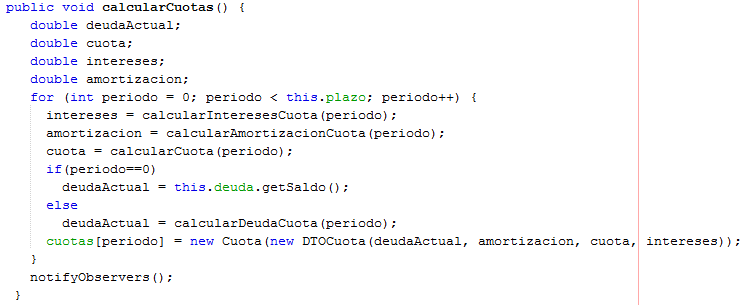 public void calcularCuotas() {
double deudaActual;
double cuota;
double intereses;
double amortizacion;
for (int periodo = 0; periodo < this.plazo; periodo++) {
intereses = calcularInteresesCuota(periodo);
amortizacion = calcularAmortizacionCuota(periodo);
cuota = calcularCuota(periodo);
if(periodo==0)
deudaActual = this.deuda.getSaldo();
else
deudaActual = calcularDeudaCuota(periodo);
cuotas[periodo] = new Cuota(new DTOCuota(deudaActual, amortizacion, cuota, intereses));
}
notifyObservers();
}